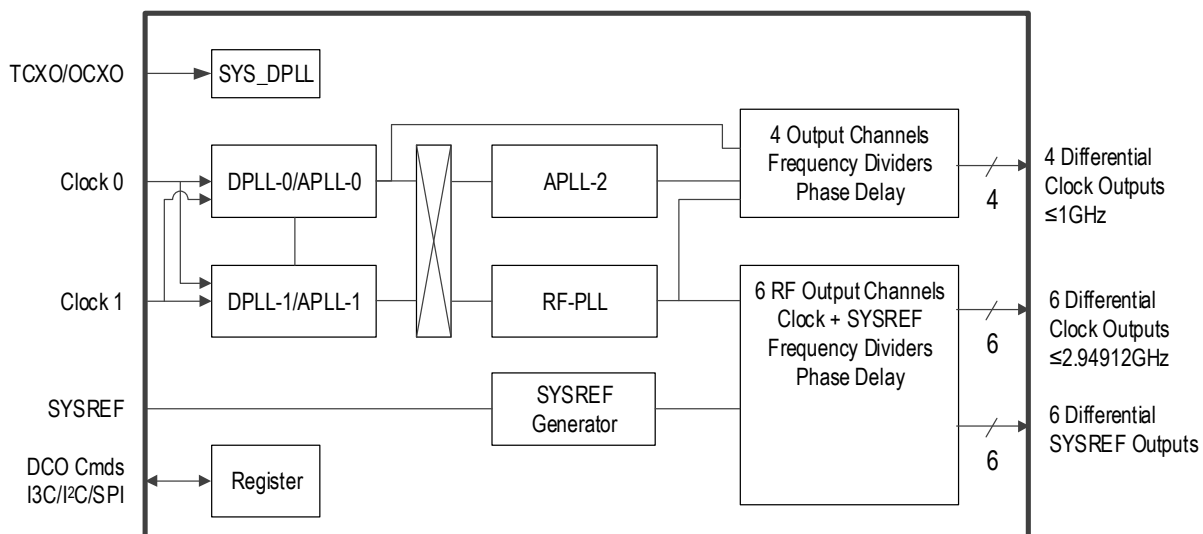 TCXO/OCXO
SYS_DPLL
Clock 0
DPLL-0/APLL-0
APLL-2
4 Output Channels
Frequency Dividers
Phase Delay
4
4 Differential
Clock Outputs
≤1GHz
Clock 1
DPLL-1/APLL-1
RF-PLL
6 RF Output Channels
Clock + SYSREF
Frequency Dividers
Phase Delay
6
6 Differential
Clock Outputs
≤2.94912GHz
SYSREF
SYSREF
Generator
6
6 Differential
SYSREF Outputs
DCO Cmds
I3C/I²C/SPI
Register